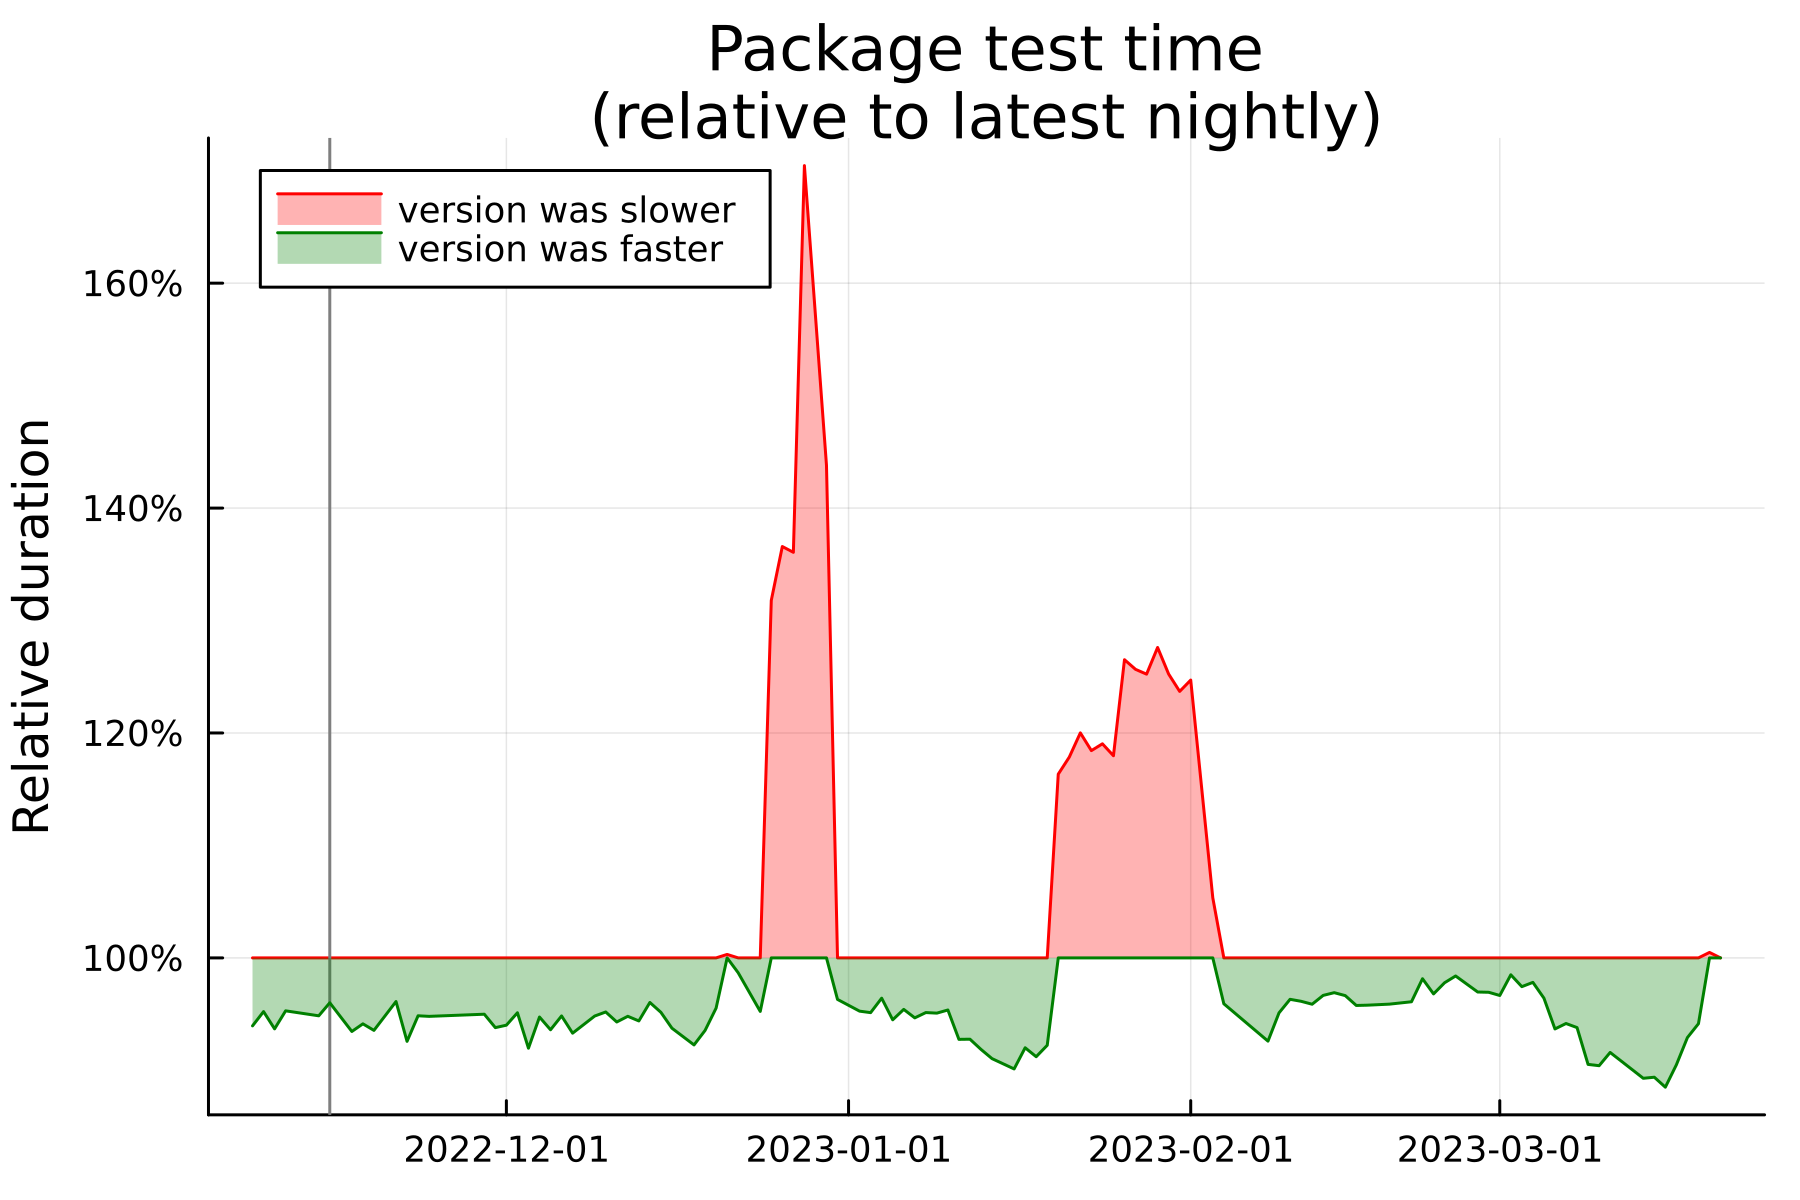 Package test time
(relative to latest nightly)
version was slower
version was faster
160%
140%
120%
100%
Relative duration
2022-12-01
2023-01-01
2023-02-01
2023-03-01